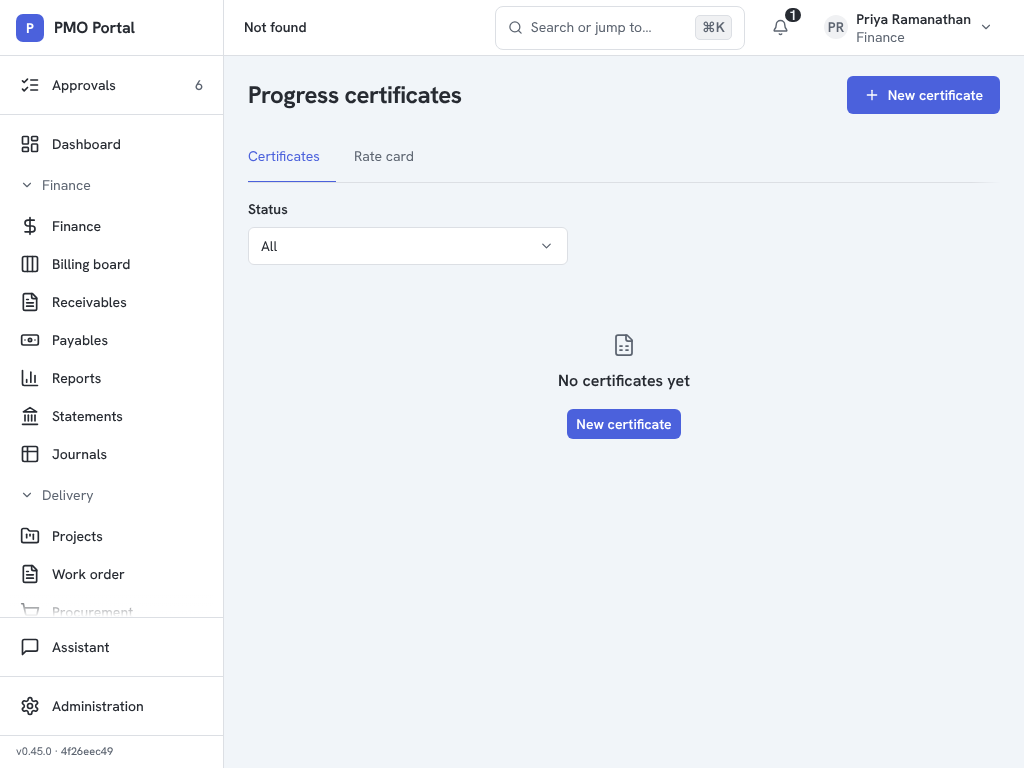 P
PMO Portal
Not found
Search or jump to...
⌘K
1
PR
Priya Ramanathan
Finance
Approvals
6
Dashboard
Finance
Finance
Billing board
Receivables
Payables
Reports
Statements
Journals
Delivery
Projects
Work order
Procurement
Assistant
Administration
v0.45.0 · 4f26eec49
Progress certificates
New certificate
Certificates
Rate card
Status
All
No certificates yet
New certificate